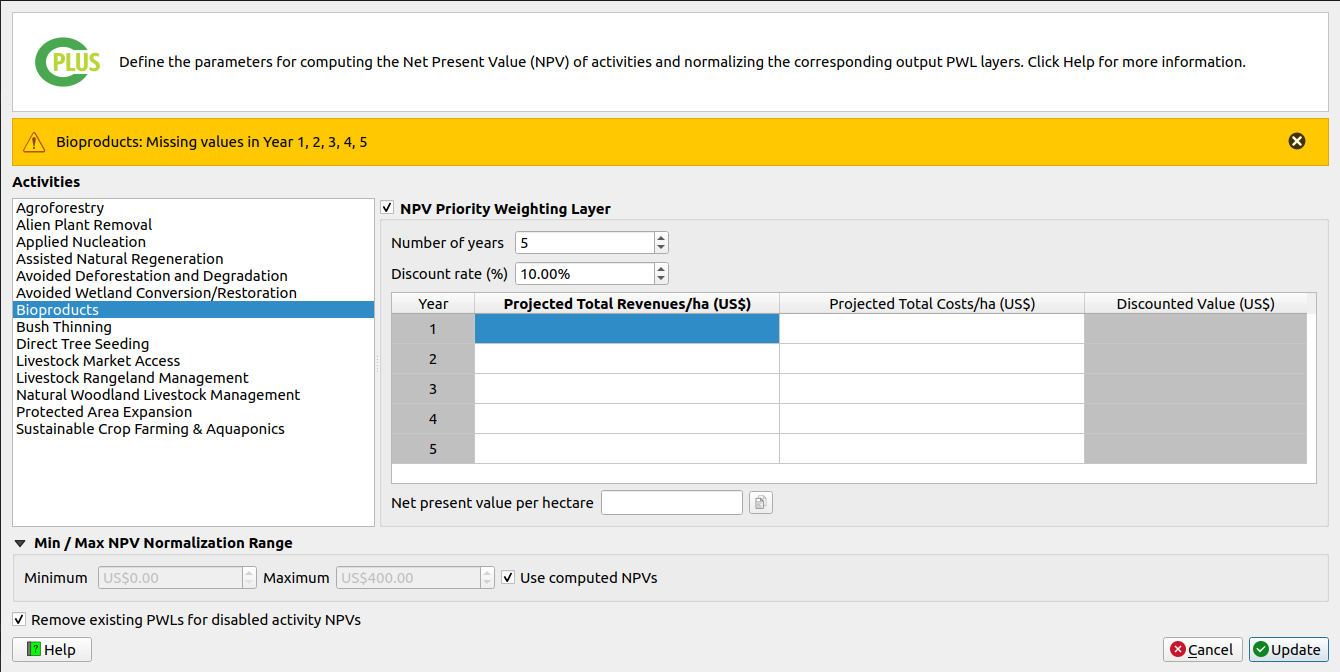 PLUS
Define the parameters for computing the Net Present Value (NPV) of activities and normalizing the corresponding output PWL layers. Click Help for more information.
Bioproducts: Missing values in Year 1, 2, 3, 4, 5
Activities
Agroforestry
Alien Plant Removal
Applied Nucleation
Assisted Natural Regeneration
Avoided Deforestation and Degradation
Avoided Wetland Conversion/Restoration
Bioproducts
Bush Thinning
Direct Tree Seeding
Livestock Market Access
Livestock Rangeland Management
Natural Woodland Livestock Management
Protected Area Expansion
Sustainable Crop Farming & Aquaponics
NPV Priority Weighting Layer
Number of years 5
Discount rate (%) 10.00%
Year Projected Total Revenues/ha (US$) Projected Total Costs/ha (US$) Discounted Value (US$)
1
2
3
4
5
Net present value per hectare
Min / Max NPV Normalization Range
Minimum US$0.00 Maximum US$400.00 Use computed NPVs
Remove existing PWLs for disabled activity NPVs
Help Cancel Update